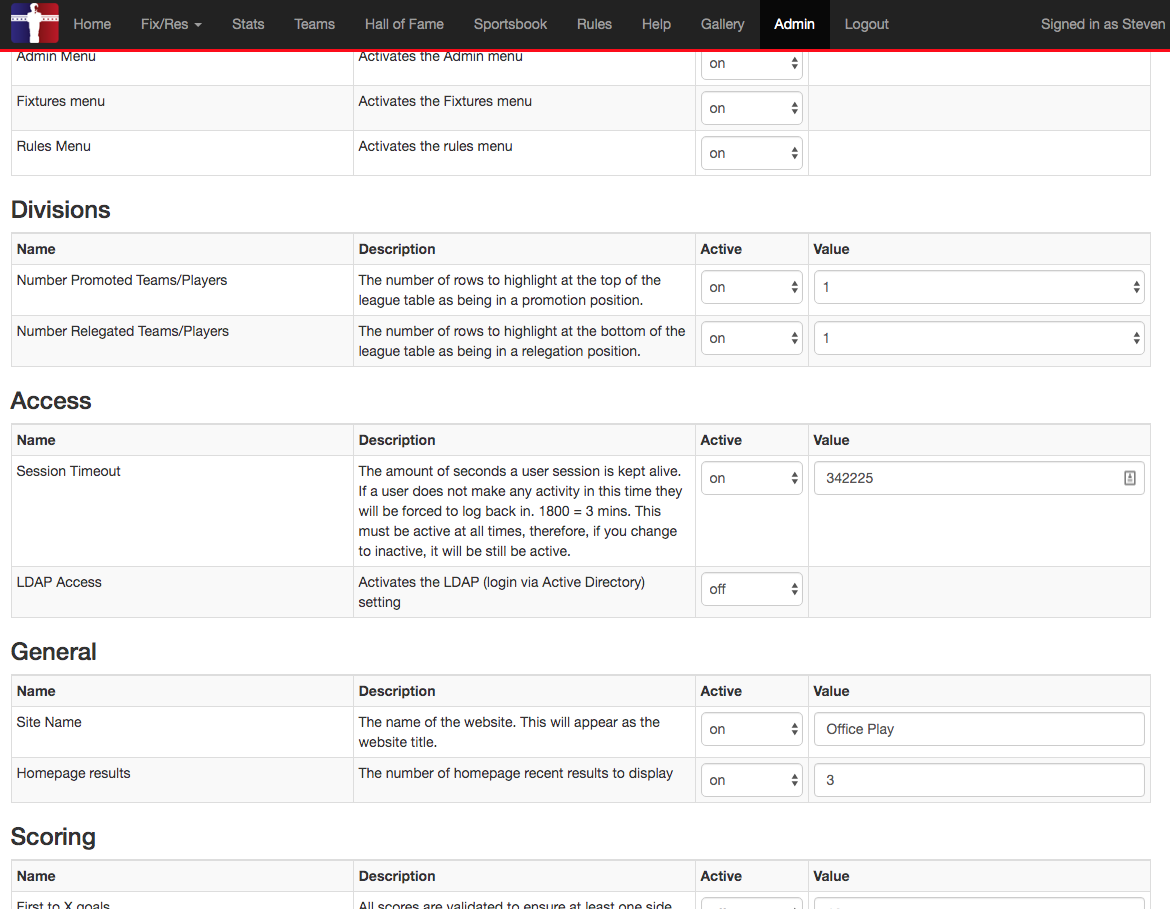 Home Fix/Res Stats Teams Hall of Fame Sportsbook Rules Help Gallery Admin Logout Signed in as Steven
Admin Menu Activates the Admin menu on
Fixtures menu Activates the Fixtures menu on
Rules Menu Activates the rules menu on
Divisions
Name Description Active Value
Number Promoted Teams/Players The number of rows to highlight at the top of the on 1
league table as being in a promotion position.
Number Relegated Teams/Players The number of rows to highlight at the bottom of the on 1
league table as being in a relegation position.
Access
Name Description Active Value
Session Timeout The amount of seconds a user session is kept alive. on 342225
If a user does not make any activity in this time they
will be forced to log back in. 1800 = 3 mins. This
must be active at all times, therefore, if you change
to inactive, it will be still be active.
LDAP Access Activates the LDAP (login via Active Directory) off
setting
General
Name Description Active Value
Site Name The name of the website. This will appear as the on Office Play
website title.
Homepage results The number of homepage recent results to display on 3
Scoring
Name Description Active Value
First to X goals All scores are validated to ensure at least one side